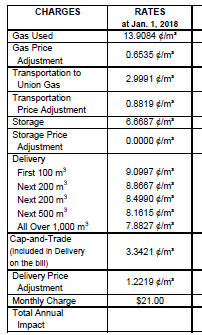 CHARGES RATES
at Jan. 1, 2018
Gas Used 13.9084 ¢/m³
Gas Price
Adjustment 0.6535 ¢/m³
Transportation to
Union Gas 2.9991 ¢/m³
Transportation
Price Adjustment 0.8819 ¢/m³
Storage 6.6687 ¢/m³
Storage Price
Adjustment 0.0000 ¢/m³
Delivery
First 100 m³ 9.0997 ¢/m³
Next 200 m³ 8.8667 ¢/m³
Next 200 m³ 8.4990 ¢/m³
Next 500 m³ 8.1615 ¢/m³
All Over 1,000 m³ 7.8827 ¢/m³
Cap-and-Trade
(Included in Delivery 3.3421 ¢/m³
on the bill)
Delivery Price
Adjustment 1.2219 ¢/m³
Monthly Charge $21.00
Total Annual
Impact